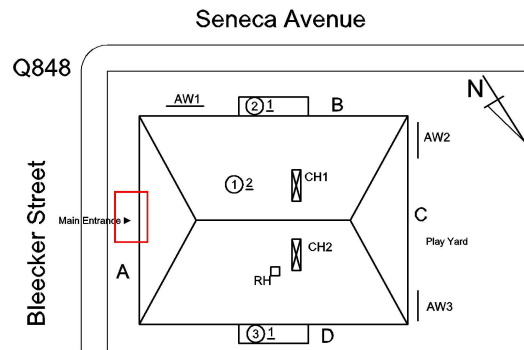 Seneca Avenue
Q848
N
AW1
2 1
B
AW2
1 2
CH1
Bleecker Street
Main Entrance
C
Play Yard
CH2
A
RH
AW3
3 1
D